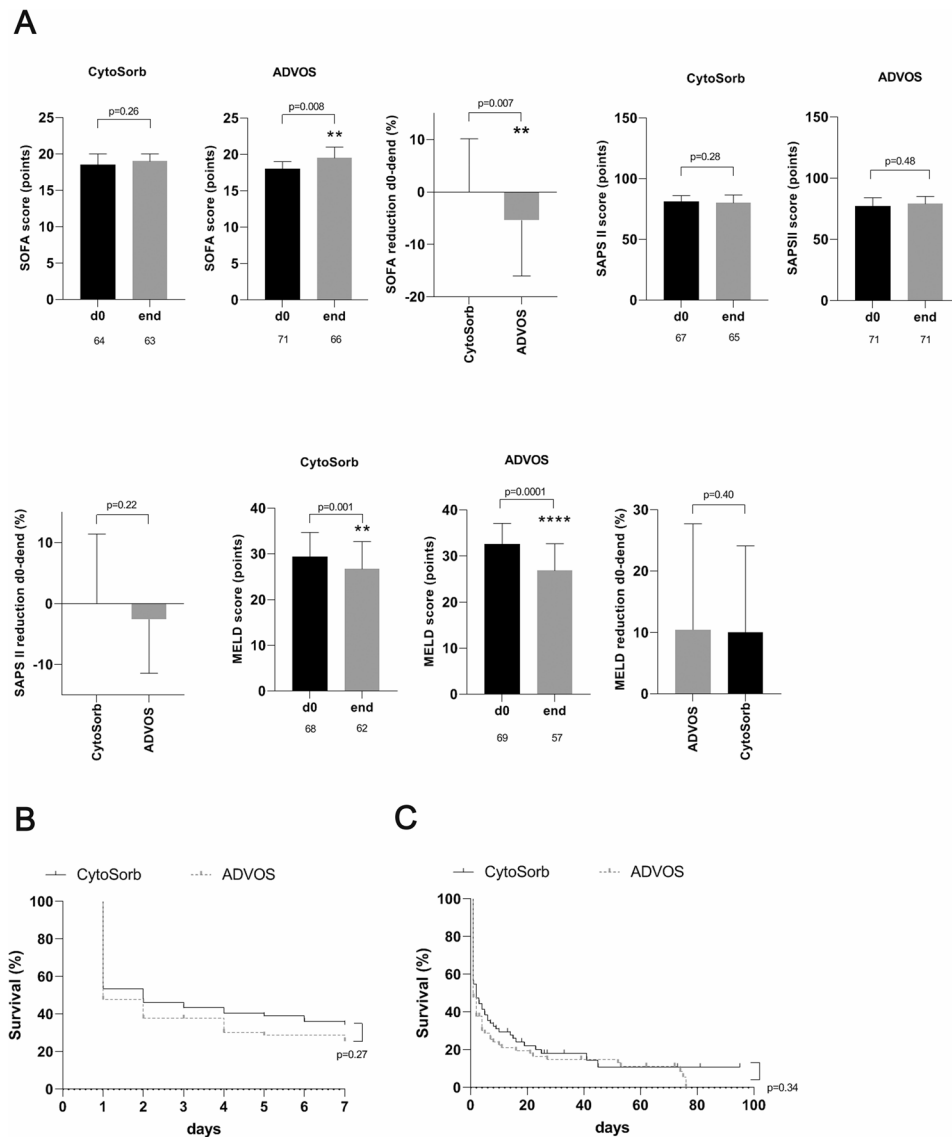 A
CytoSorb
p=0.26
SOFA score (points)
25
20
15
10
5
0
d0 end
64 63
ADVOS
p=0.008
**
SOFA score (points)
25
20
15
10
5
0
d0 end
71 66
p=0.007
**
SOFA reduction d0-dend (%)
10
0
-10
-20
CytoSorb
ADVOS
CytoSorb
p=0.28
SAPS II score (points)
150
100
50
0
d0 end
67 65
ADVOS
p=0.48
SAPSII score (points)
150
100
50
0
d0 end
71 71
p=0.22
SAPS II reduction d0-dend (%)
10
0
-10
CytoSorb
ADVOS
CytoSorb
p=0.001
**
MELD score (points)
40
30
20
10
0
d0 end
68 62
ADVOS
p=0.0001
****
MELD score (points)
40
30
20
10
0
d0 end
69 57
p=0.40
MELD reduction d0-dend (%)
30
20
10
0
ADVOS
CytoSorb
B
CytoSorb ADVOS
Survival (%)
100
80
60
40
20
0
0 1 2 3 4 5 6 7
days
p=0.27
C
CytoSorb ADVOS
Survival (%)
100
80
60
40
20
0
0 20 40 60 80 100
days
p=0.34